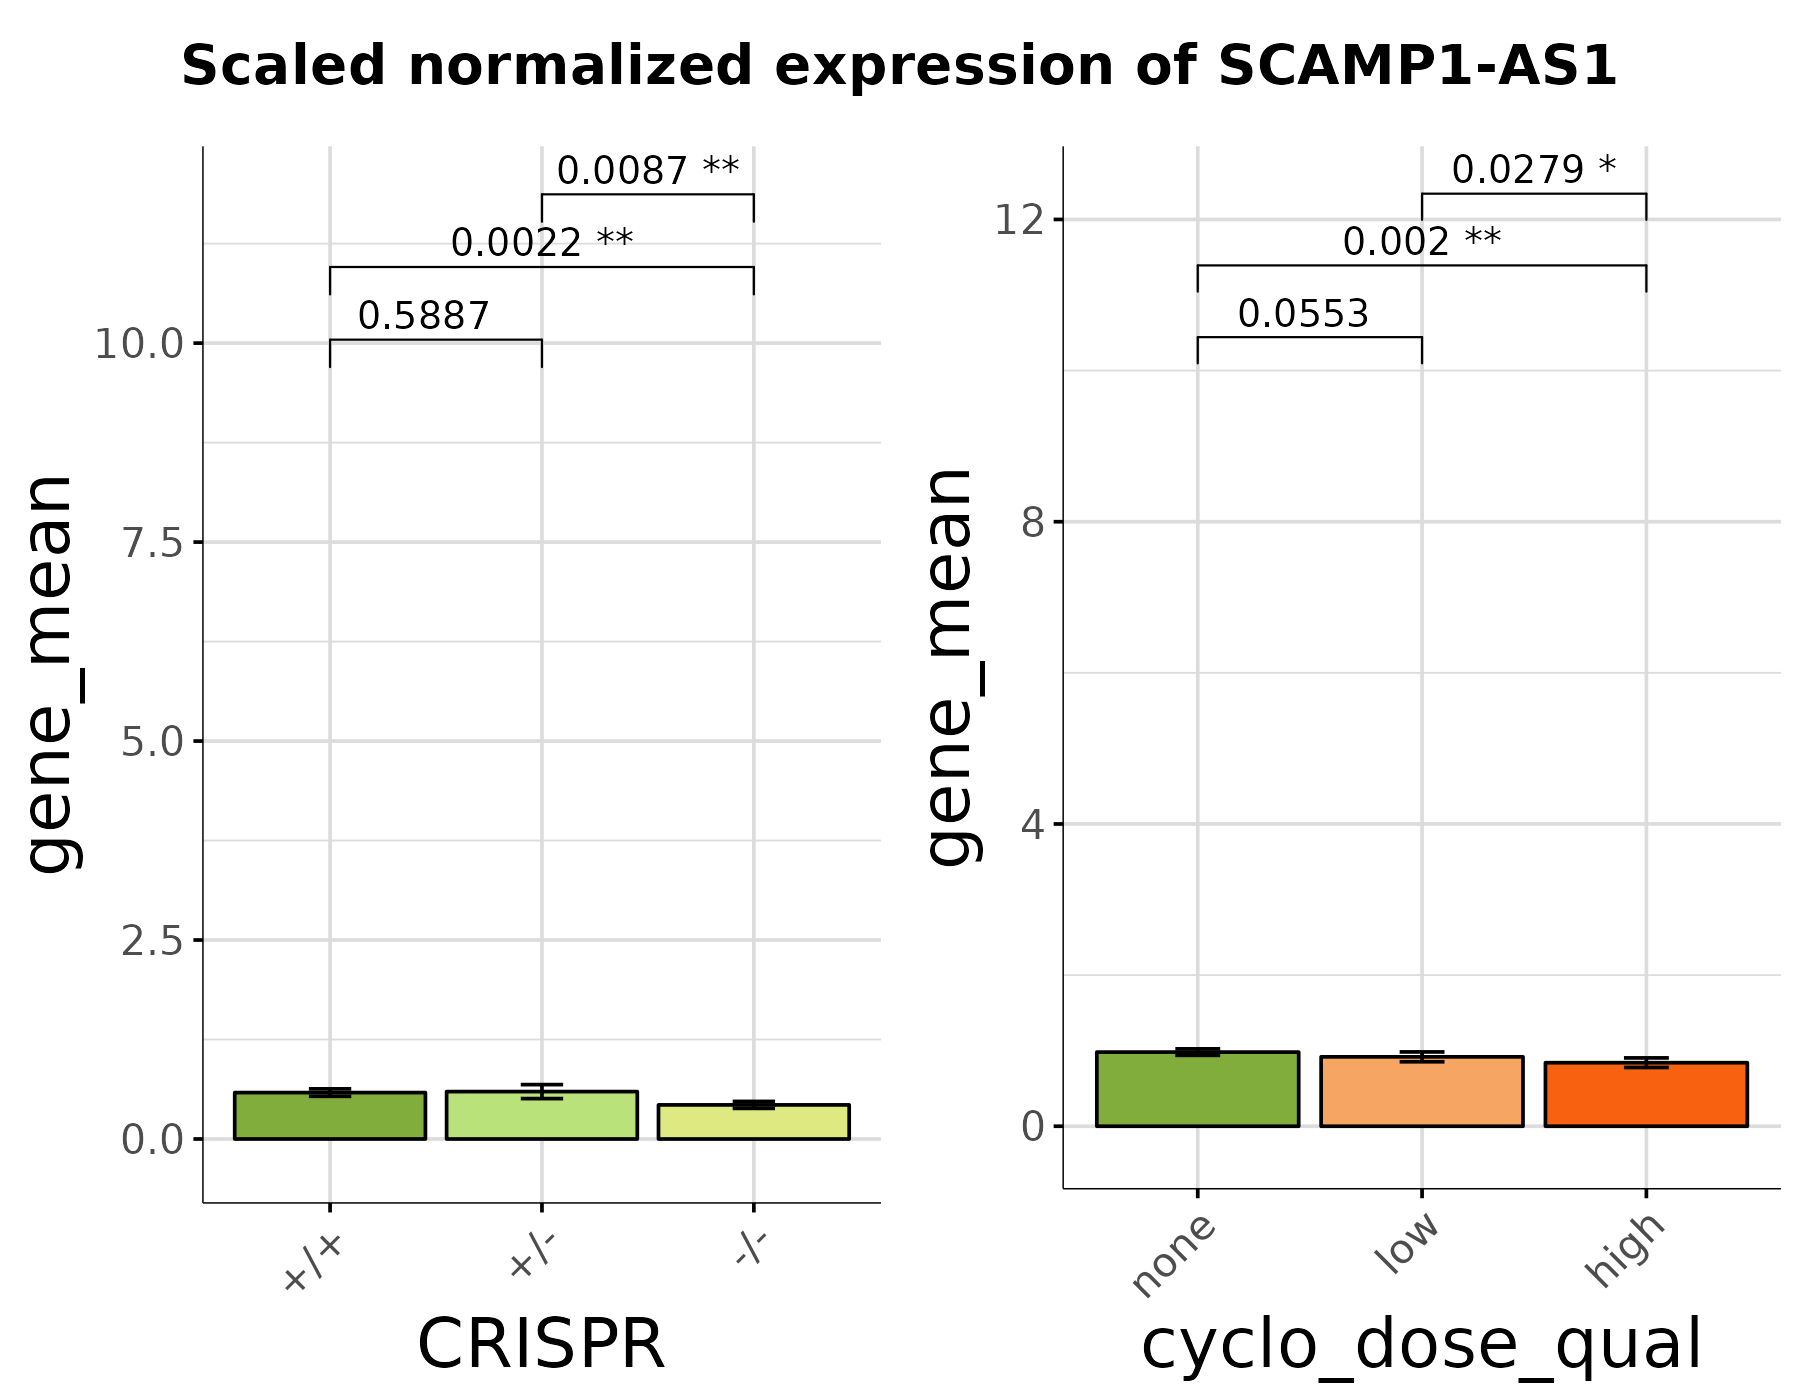 Scaled normalized expression of SCAMP1-AS1
gene_mean
10.0
7.5
5.0
2.5
0.0
0.0087 **
0.0022 **
0.5887
+/+
+/-
-/-
CRISPR
gene_mean
12
8
4
0
0.0279 *
0.002 **
0.0553
none
low
high
cyclo_dose_qual